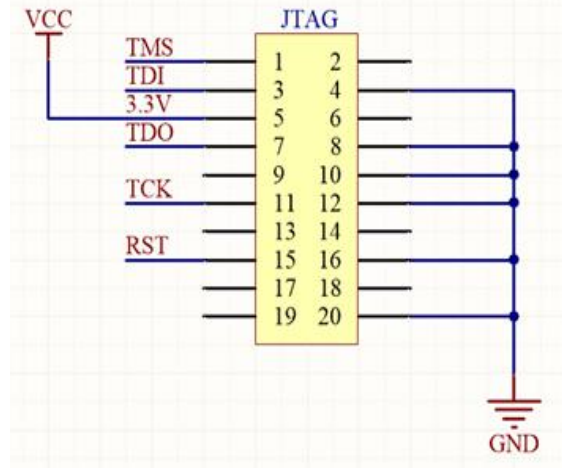 VCC
JTAG
TMS 1 2
TDI 3 4
3.3V 5 6
TDO 7 8
9 10
TCK 11 12
13 14
RST 15 16
17 18
19 20
GND